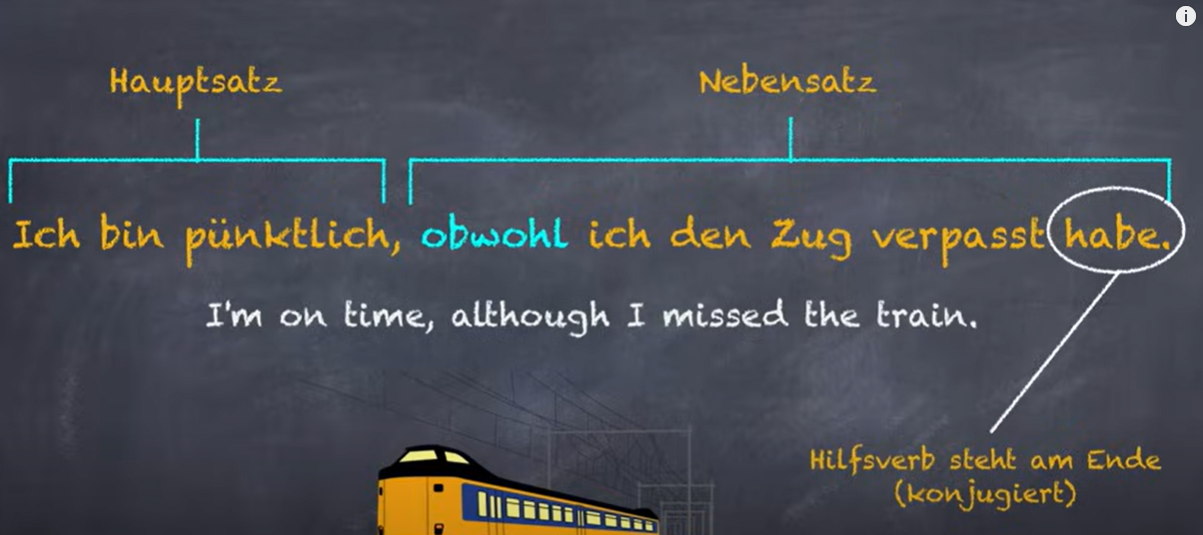 Hauptsatz
Nebensatz
Ich bin pünktlich, obwohl ich den Zug verpasst habe.
I'm on time, although I missed the train.
Hilfsverb steht am Ende
(konjugiert)